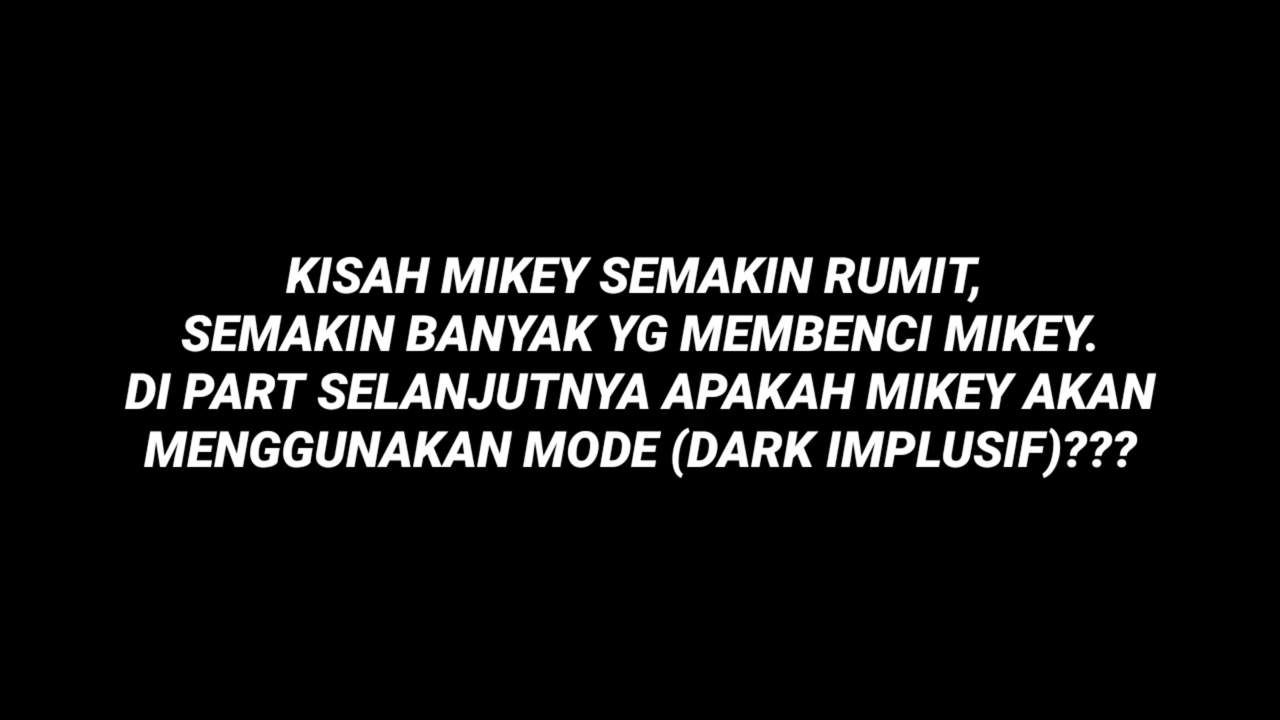 KISAH MIKEY SEMAKIN RUMIT,
SEMAKIN BANYAK YG MEMBENCI MIKEY.
DI PART SELANJUTNYA APAKAH MIKEY AKAN
MENGGUNAKAN MODE (DARK IMPLUSIF)???